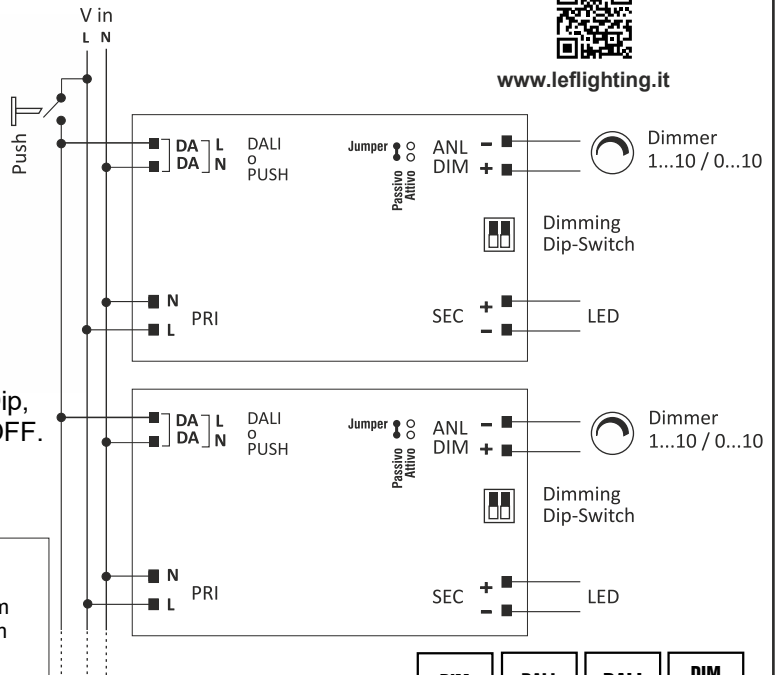 V in
L N
www.leflighting.it
Push
DA L DALI
o
DA N PUSH
Jumper
Passivo
Attivo
ANL −
DIM +
Dimmer
1...10 / 0...10
Dimming
Dip-Switch
N
PRI
L
SEC + −
LED
ip,
OFF.
DA L DALI
o
DA N PUSH
Jumper
Passivo
Attivo
ANL −
DIM +
Dimmer
1...10 / 0...10
Dimming
Dip-Switch
N
PRI
L
SEC + −
LED
DIM